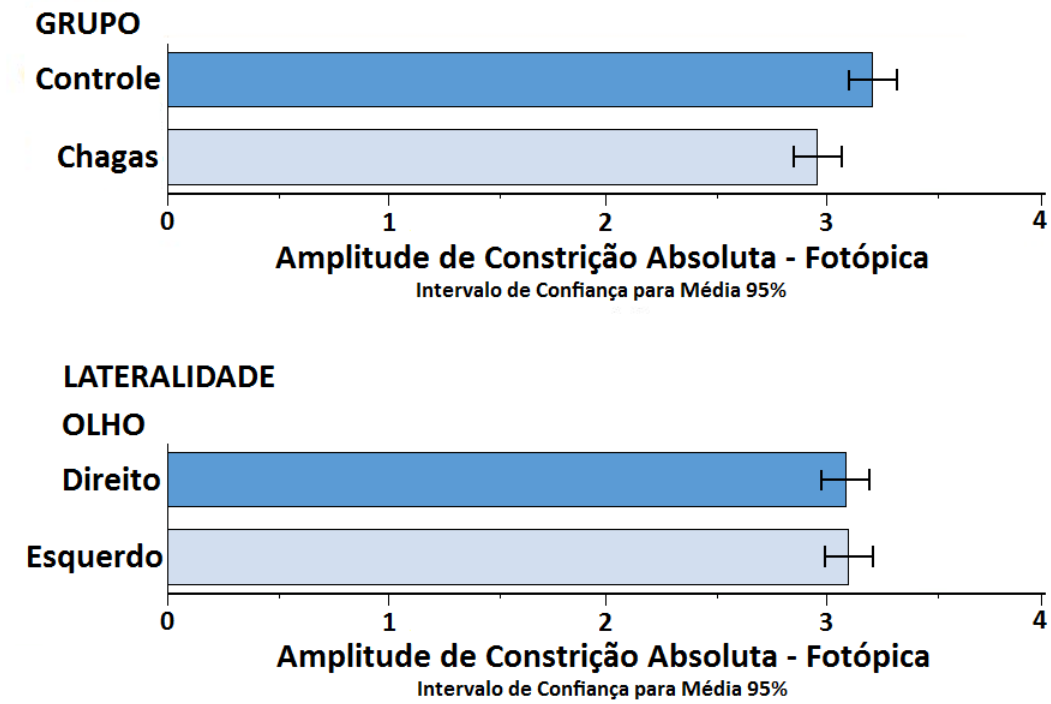 GRUPO
Controle
Chagas
0 1 2 3 4
Amplitude de Constrição Absoluta - Fotópica
Intervalo de Confiança para Média 95%
LATERALIDADE
OLHO
Direito
Esquerdo
0 1 2 3 4
Amplitude de Constrição Absoluta - Fotópica
Intervalo de Confiança para Média 95%